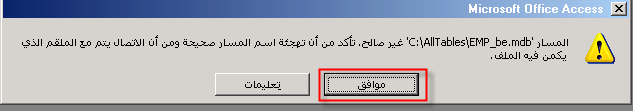 Microsoft Office Access
المسار 'C:\AllTables\EMP_be.mdb' غير صالح. تأكد من أن تهجئة اسم المسار صحيحة ومن أن الاتصال يتم مع الملقم الذي
يكمن فيه الملف.
موافق
تعليمات